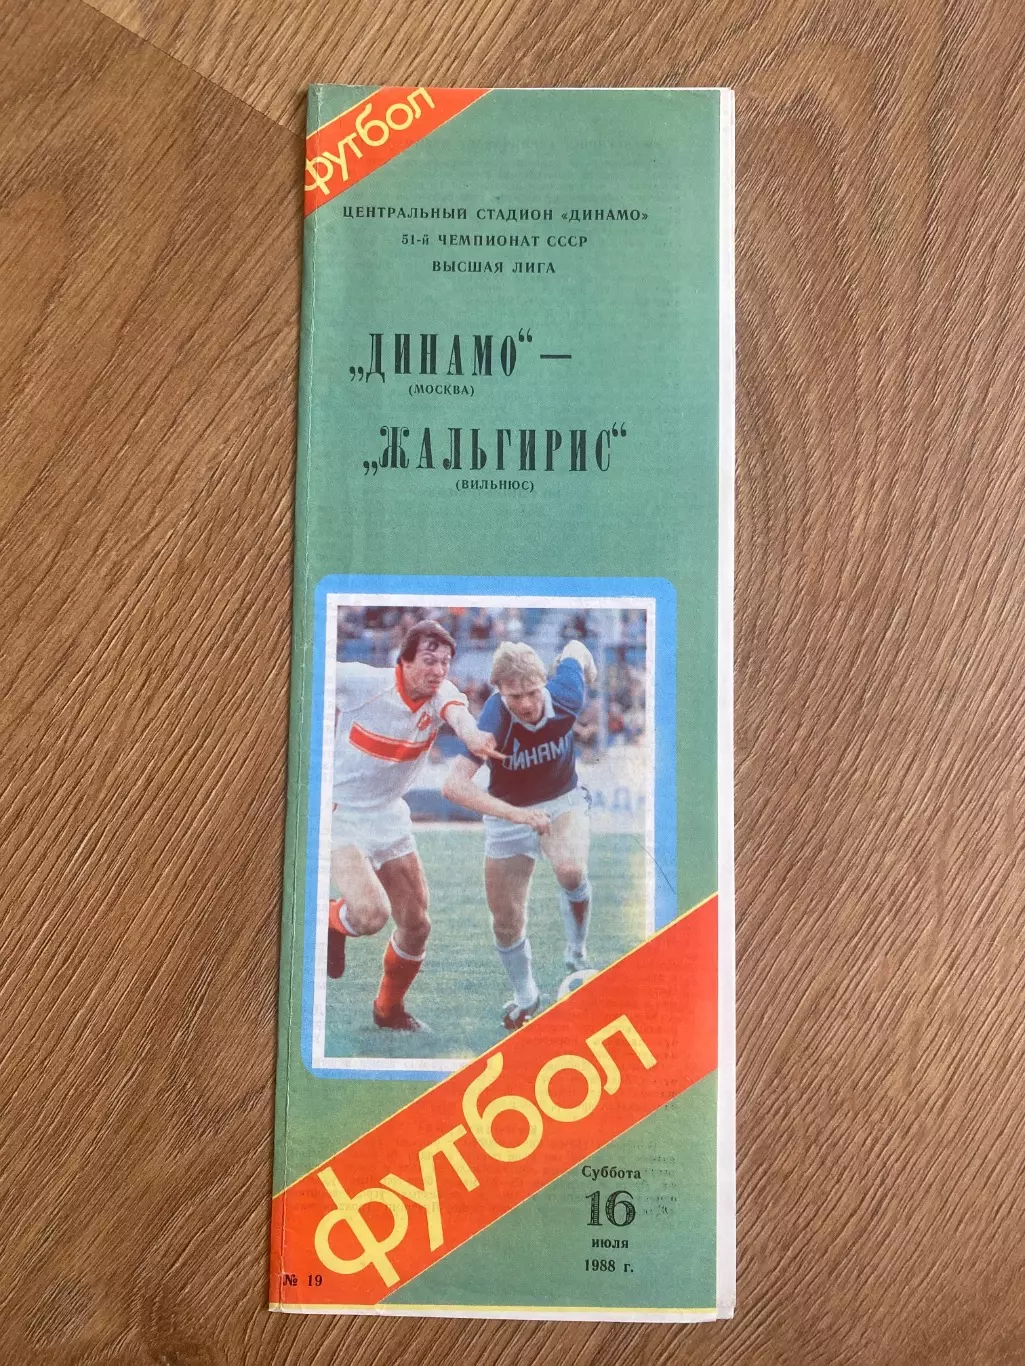 футбол
ЦЕНТРАЛЬНЫЙ СТАДИОН «ДИНАМО»
51-й ЧЕМПИОНАТ СССР
ВЫСШАЯ ЛИГА
„ДИНАМО“ —
(МОСКВА)
„ЖАЛЬГИРИС“
(ВИЛЬНЮС)
ДИНАМО
футбол
Суббота
16
июля
1988 г.
№ 19